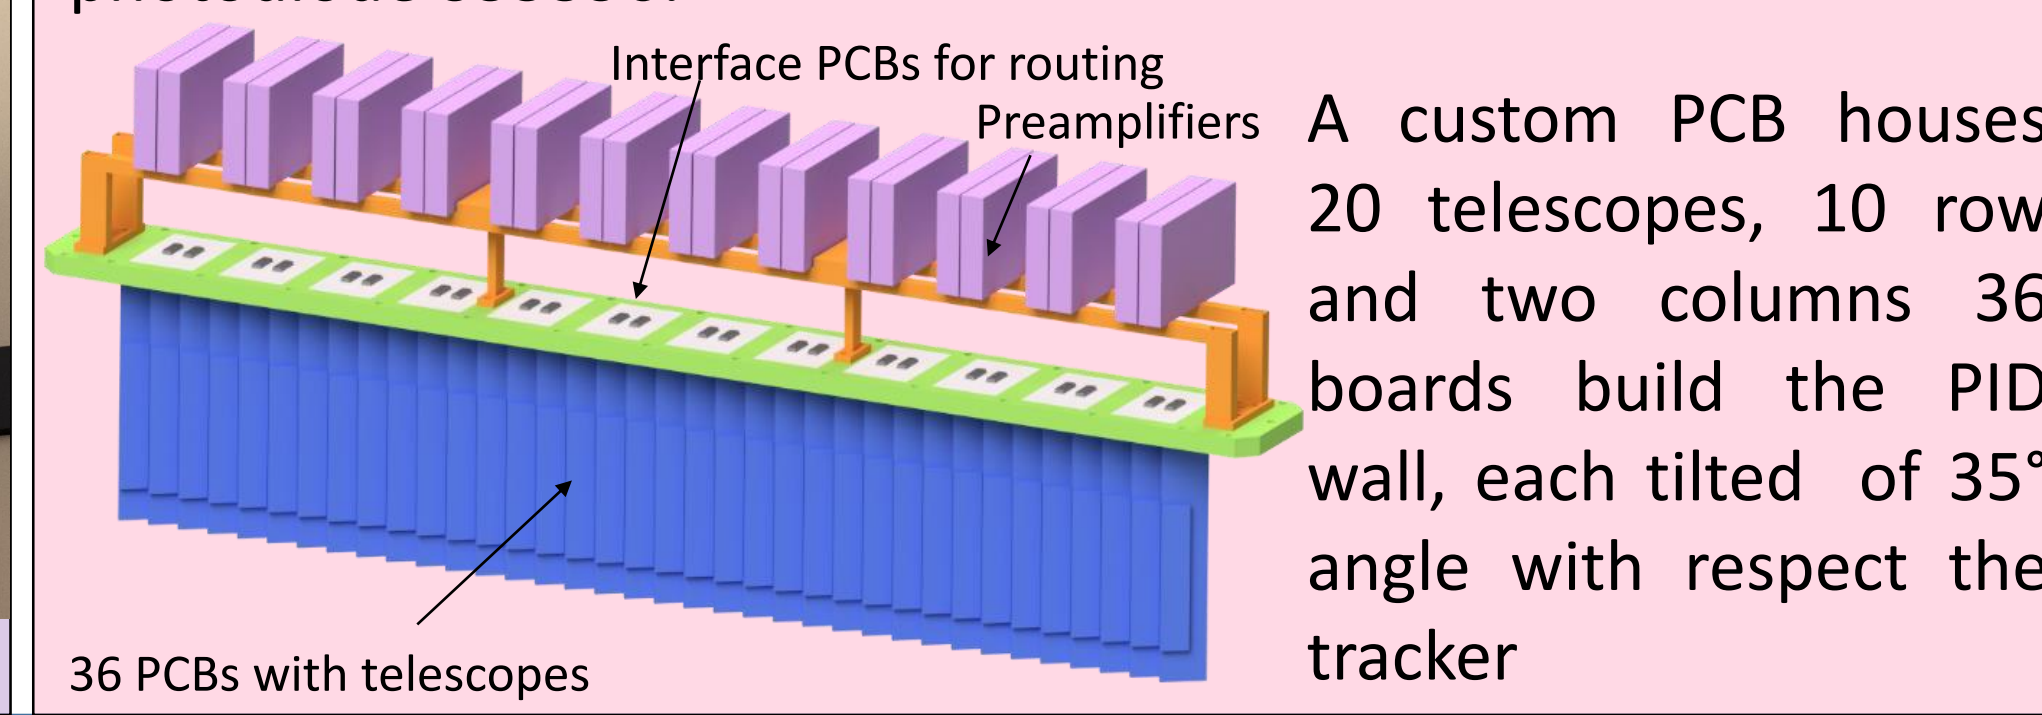 Interface PCBs for routing
Preamplifiers
36 PCBs with telescopes
A custom PCB houses
20 telescopes, 10 row
and two columns 36
boards build the PID
wall, each tilted of 35°
angle with respect the
tracker